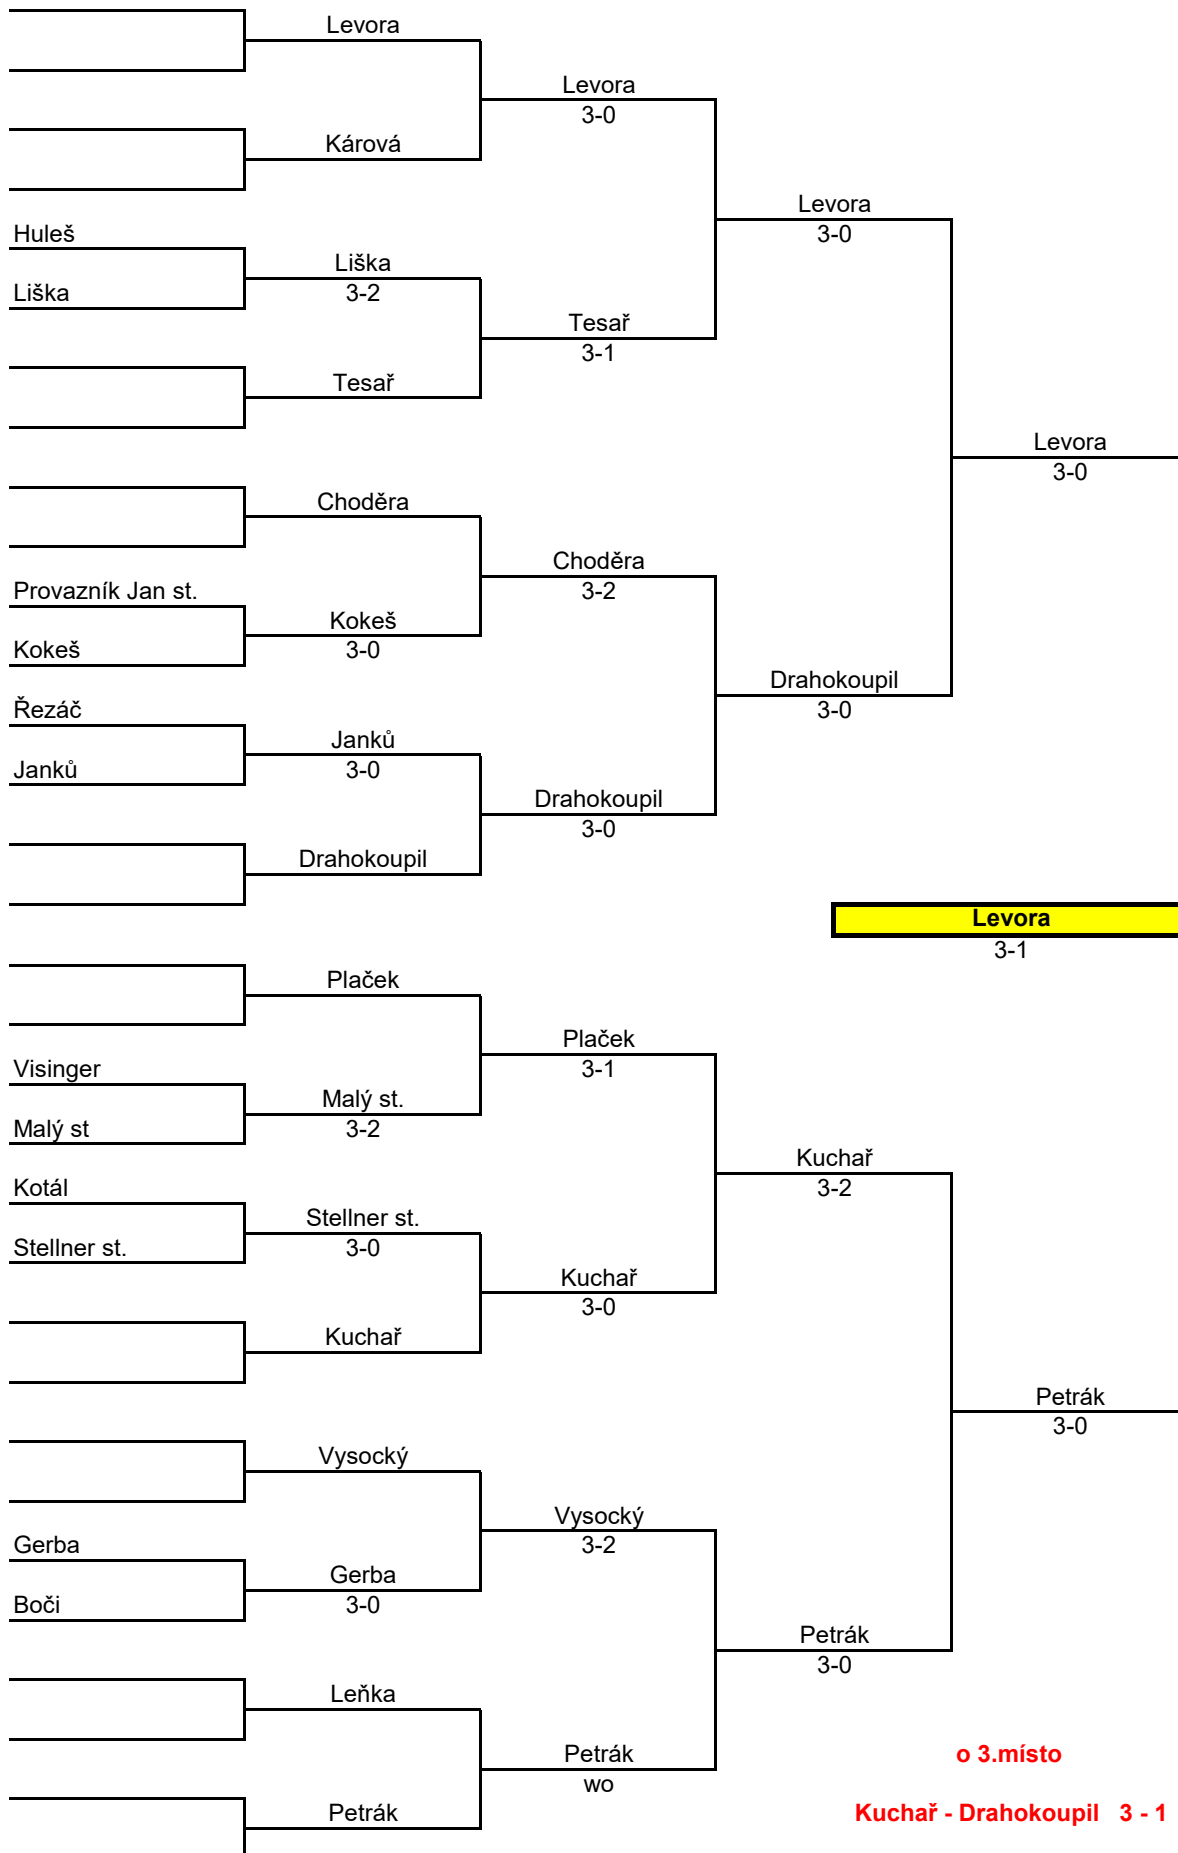 Levora
Levora
3-0
Kárová
Levora
3-0
Huleš
Liška
3-2
Liška
Tesař
3-1
Tesař
Levora
3-0
Choděra
Choděra
3-2
Provazník Jan st.
Kokeš
3-0
Kokeš
Drahokoupil
3-0
Řezáč
Janků
3-0
Janků
Drahokoupil
3-0
Drahokoupil
Levora
3-1
Plaček
Plaček
3-1
Visinger
Malý st.
3-2
Malý st
Kuchař
3-2
Kotál
Stellner st.
3-0
Stellner st.
Kuchař
3-0
Kuchař
Petrák
3-0
Vysocký
Vysocký
3-2
Gerba
Gerba
3-0
Boči
Petrák
3-0
Leňka
Petrák
wo
o 3.místo
Petrák
Kuchař - Drahokoupil 3 - 1